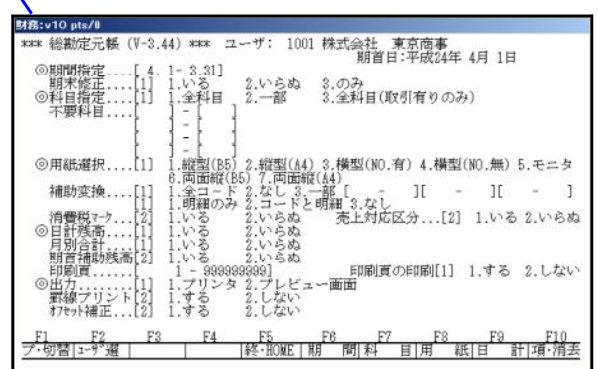 財務:v10 pts/0
*** 総勘定元帳 (V-3.44) *** ユーザ: 1001 株式会社 東京商事
期首日:平成24年 4月 1日
◎期間指定....[ 4. 1- 3.31]
期末修正....[1] 1.いる 2.いらぬ 3.のみ
◎科目指定....[1] 1.全科目 2.一部 3.全科目(取引有りのみ)
不要科目....[ ] - [ ]
[ ] - [ ]
[ ] - [ ]
[ ] - [ ]
◎用紙選択....[1] 1.縦型(B5) 2.縦型(A4) 3.横型(NO.有) 4.横型(NO.無) 5.モニタ
6.両面縦(B5) 7.両面縦(A4)
補助変換....[1] 1.全コード 2.なし 3.一部 [ - ][ - ][ - ]
[1] 1.明細のみ 2.コードと明細 3.なし
消費税マーク..[2] 1.いる 2.いらぬ 売上対応区分...[2] 1.いる 2.いらぬ
◎日計残高....[1] 1.いる 2.いらぬ
月別合計....[1] 1.いる 2.いらぬ
期首補助残高[2] 1.いる 2.いらぬ
印刷頁......[ 1 - 999999999] 印刷頁の印刷[1] 1.する 2.しない
◎出力........[1] 1.プリンタ 2.プレビュー画面
罫線プリント[2] 1.する 2.しない
オフセット補正...[2] 1.する 2.しない
F1 F2 F3 F4 F5 F6 F7 F8 F9 F10
プ・切替|ユーザ選| | |終・HOME|期 間|科 目|用 紙|日 計|項・消去